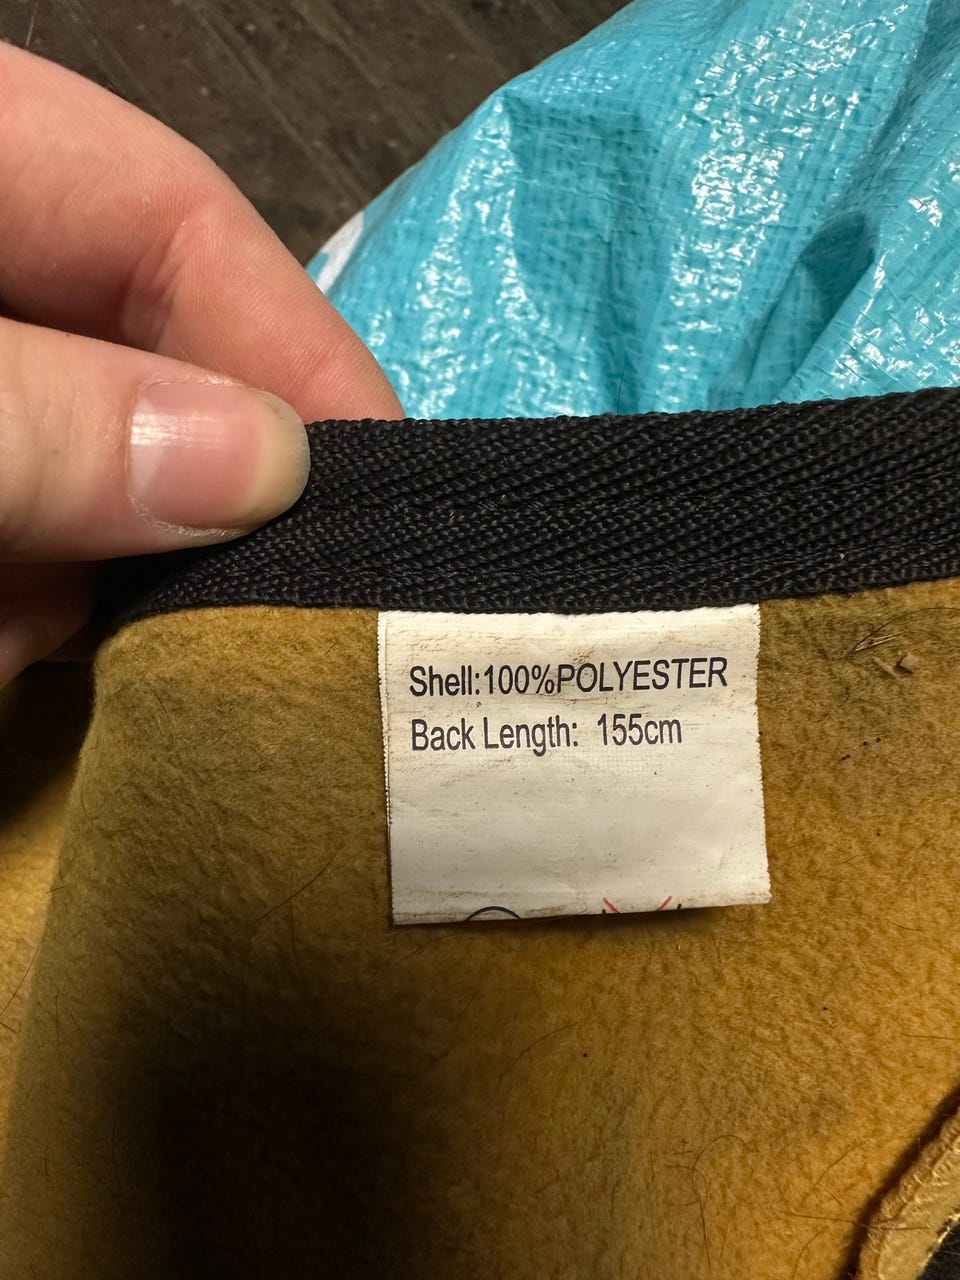 Shell:100%POLYESTER
Back Length: 155cm